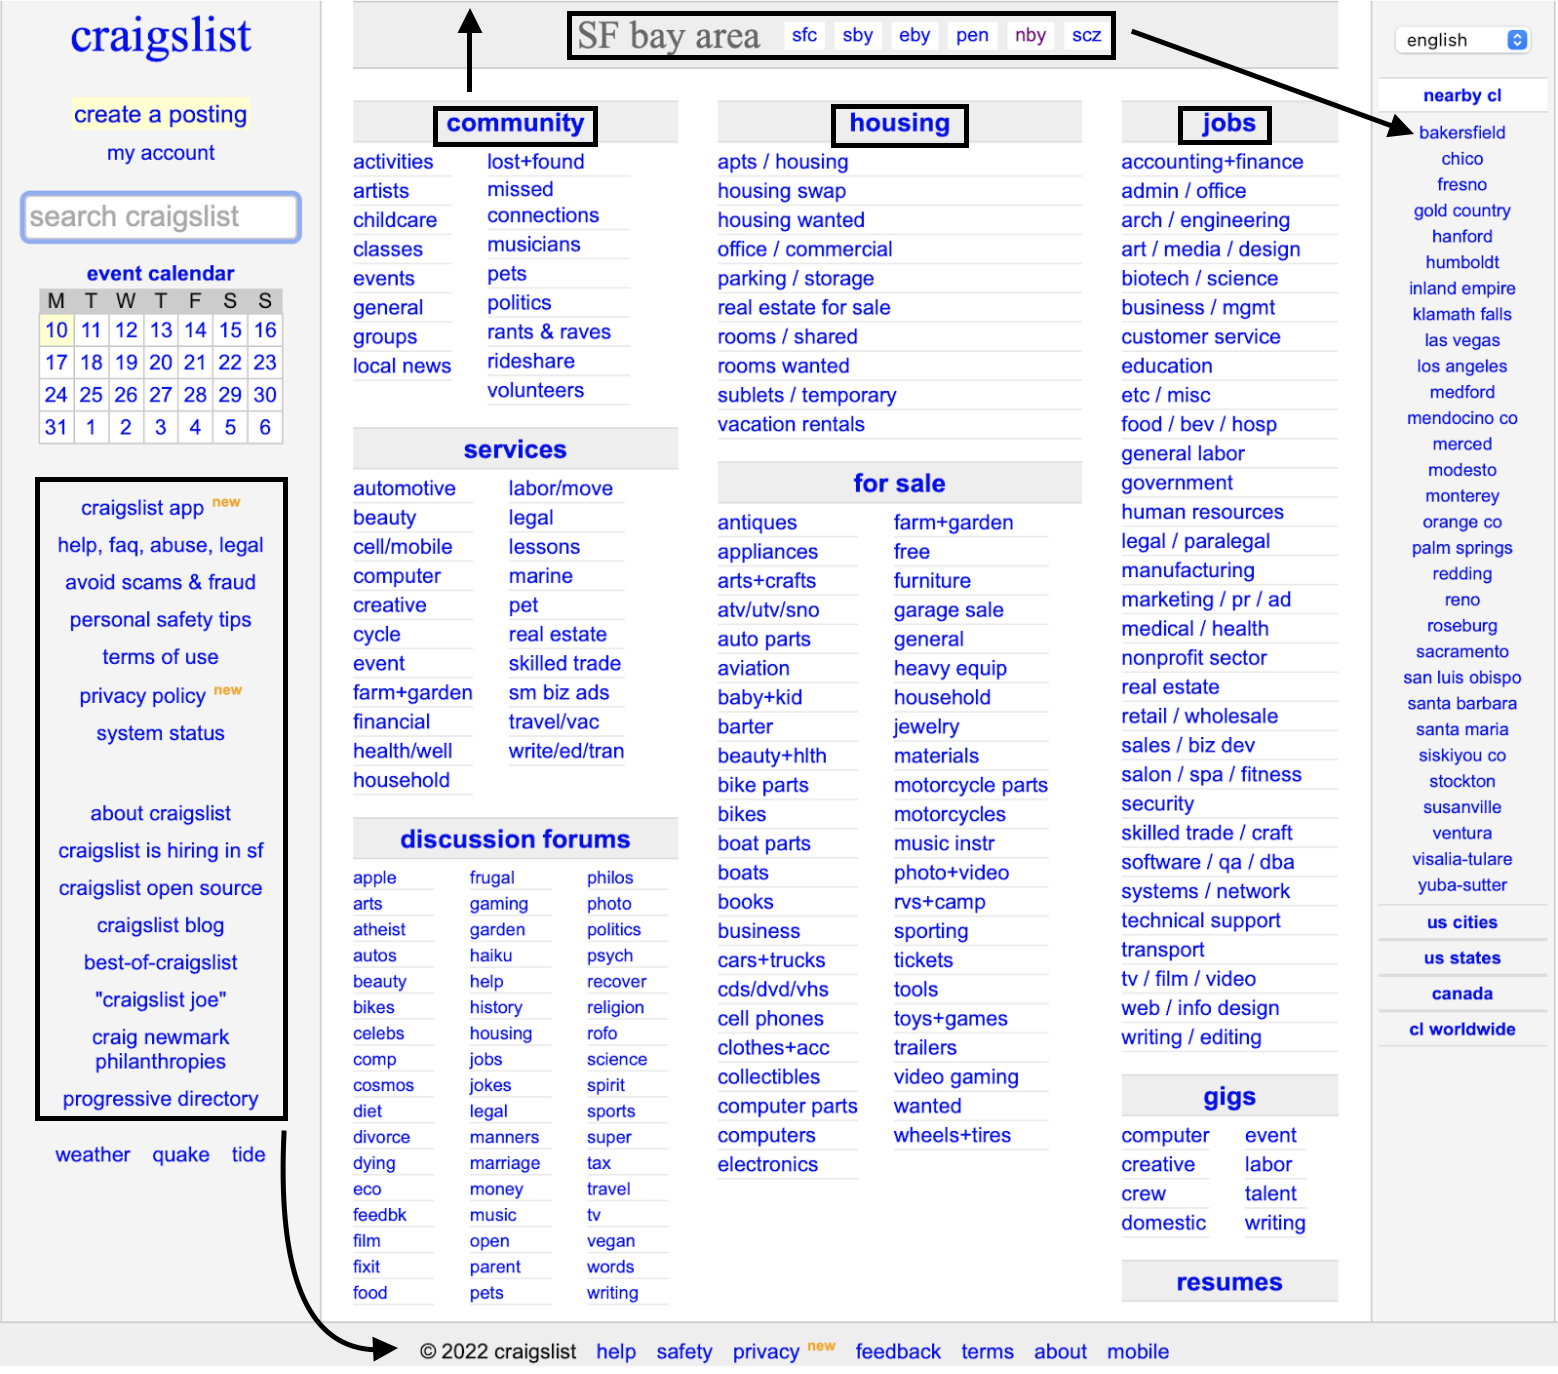 craigslist
create a posting
my account
search craigslist
event calendar
M T W T F S S
10 11 12 13 14 15 16
17 18 19 20 21 22 23
24 25 26 27 28 29 30
31 1 2 3 4 5 6
craigslist app new
help, faq, abuse, legal
avoid scams & fraud
personal safety tips
terms of use
privacy policy new
system status
about craigslist
craigslist is hiring in sf
craigslist open source
craigslist blog
best-of-craigslist
"craigslist joe"
craig newmark
philanthropies
progressive directory
weather quake tide
SF bay area sfc sby eby pen nby scz
community
activities
artists
childcare
classes
events
general
groups
local news
lost+found
missed
connections
musicians
pets
politics
rants & raves
rideshare
volunteers
services
automotive
beauty
cell/mobile
computer
creative
cycle
event
farm+garden
financial
health/well
household
labor/move
legal
lessons
marine
pet
real estate
skilled trade
sm biz ads
travel/vac
write/ed/tran
discussion forums
apple
arts
atheist
autos
beauty
bikes
celebs
comp
cosmos
diet
divorce
dying
eco
feedbk
film
fixit
food
frugal
gaming
garden
haiku
help
history
housing
jobs
jokes
legal
manners
marriage
money
music
open
parent
pets
philos
photo
politics
psych
recover
religion
rofo
science
spirit
sports
super
tax
travel
tv
vegan
words
writing
housing
apts / housing
housing swap
housing wanted
office / commercial
parking / storage
real estate for sale
rooms / shared
rooms wanted
sublets / temporary
vacation rentals
for sale
antiques
appliances
arts+crafts
atv/utv/sno
auto parts
aviation
baby+kid
barter
beauty+hlth
bike parts
bikes
boat parts
boats
books
business
cars+trucks
cds/dvd/vhs
cell phones
clothes+acc
collectibles
computer parts
computers
electronics
farm+garden
free
furniture
garage sale
general
heavy equip
household
jewelry
materials
motorcycle parts
motorcycles
music instr
photo+video
rvs+camp
sporting
tickets
tools
toys+games
trailers
video gaming
wanted
wheels+tires
jobs
accounting+finance
admin / office
arch / engineering
art / media / design
biotech / science
business / mgmt
customer service
education
etc / misc
food / bev / hosp
general labor
government
human resources
legal / paralegal
manufacturing
marketing / pr / ad
medical / health
nonprofit sector
real estate
retail / wholesale
sales / biz dev
salon / spa / fitness
security
skilled trade / craft
software / qa / dba
systems / network
technical support
transport
tv / film / video
web / info design
writing / editing
gigs
computer
creative
crew
domestic
event
labor
talent
writing
resumes
english
nearby cl
bakersfield
chico
fresno
gold country
hanford
humboldt
inland empire
klamath falls
las vegas
los angeles
medford
mendocino co
merced
modesto
monterey
orange co
palm springs
redding
reno
roseburg
sacramento
san luis obispo
santa barbara
santa maria
siskiyou co
stockton
susanville
ventura
visalia-tulare
yuba-sutter
us cities
us states
canada
cl worldwide
© 2022 craigslist help safety privacy new feedback terms about mobile